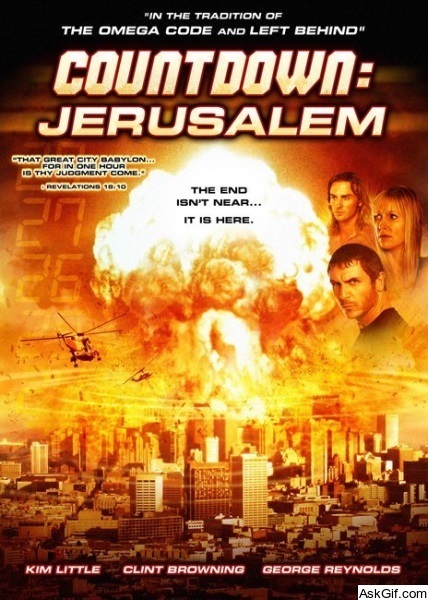 "IN THE TRADITION OF
THE OMEGA CODE AND LEFT BEHIND"
COUNTDOWN:
JERUSALEM
"THAT GREAT CITY BABYLON...
FOR IN ONE HOUR
IS THY JUDGMENT COME."
- REVELATIONS 18-10
THE END
ISN'T NEAR...
IT IS HERE.
KIM LITTLE
CLINT BROWNING
GEORGE REYNOLDS
AskGif.com